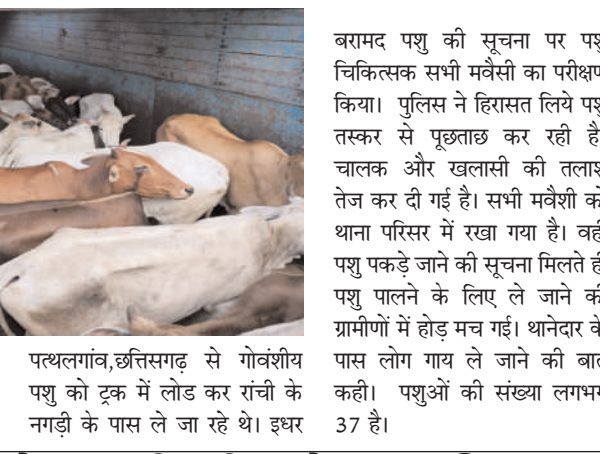 पत्थलगांव,छत्तिसगढ़ से गोवंशीय
पशु को ट्रक में लोड कर रांची के
नगड़ी के पास ले जा रहे थे। इधर
बरामद पशु की सूचना पर पशु
चिकित्सक सभी मवैसी का परीक्षण
किया। पुलिस ने हिरासत लिये पशु
तस्कर से पूछताछ कर रही है
चालक और खलासी की तलाश
तेज कर दी गई है। सभी मवैशी को
थाना परिसर में रखा गया है। वही
पशु पकड़े जाने की सूचना मिलते ही
पशु पालने के लिए ले जाने की
ग्रामीणों में होड़ मच गई। थानेदार के
पास लोग गाय ले जाने की बात
कही। पशुओं की संख्या लगभग
37 है।